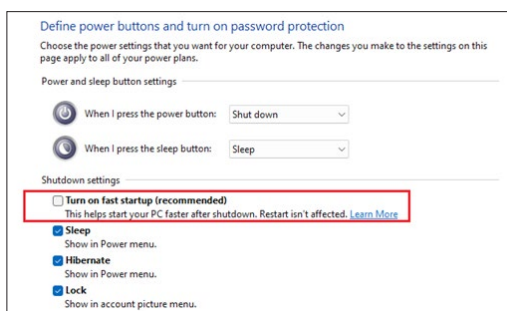 Define power buttons and turn on password protection
Choose the power settings that you want for your computer. The changes you make to the settings on this
page apply to all of your power plans.
Power and sleep button settings
When I press the power button: Shut down
When I press the sleep button: Sleep
Shutdown settings
Turn on fast startup (recommended)
This helps start your PC faster after shutdown. Restart isn't affected. Learn More
Sleep
Show in Power menu.
Hibernate
Show in Power menu.
Lock
Show in account picture menu.